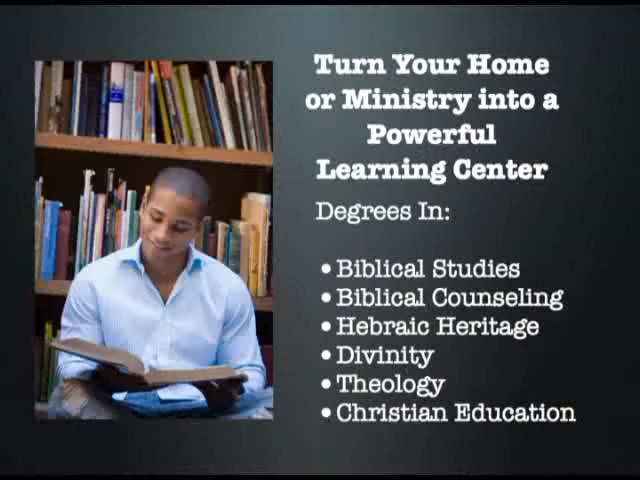 Turn Your Home
or Ministry into a
Powerful
Learning Center
Degrees In:
•Biblical Studies
•Biblical Counseling
•Hebraic Heritage
•Divinity
•Theology
•Christian Education